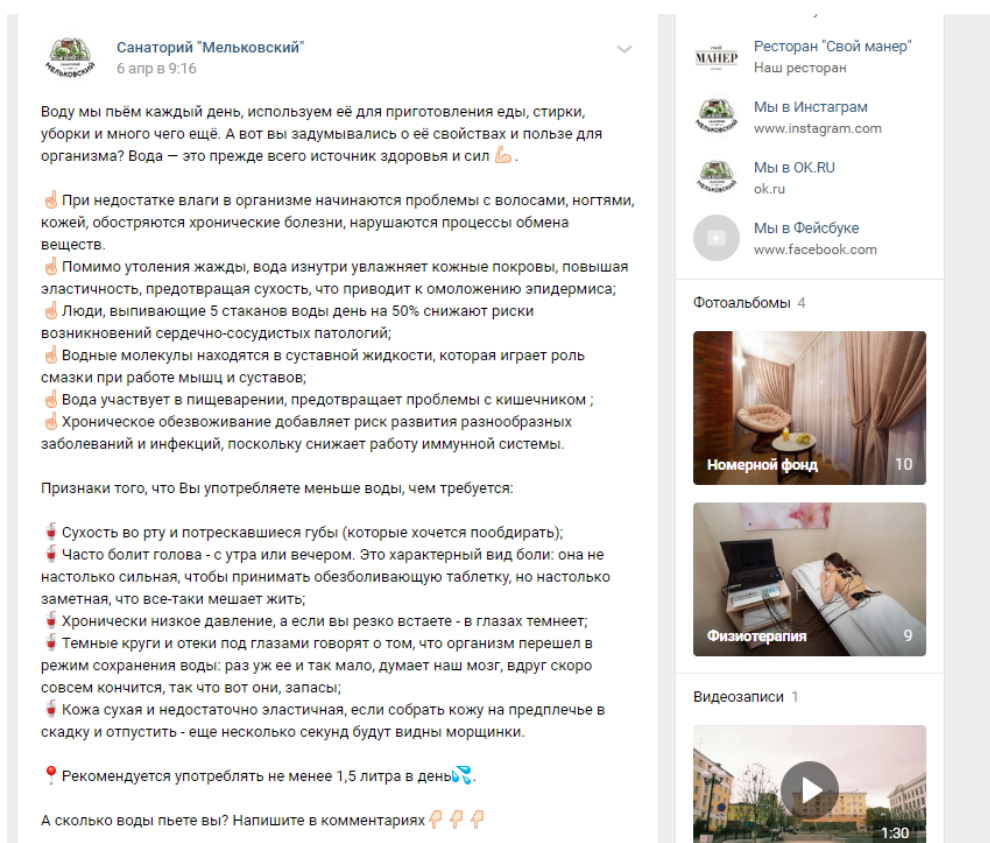 Санаторий "Мельковский"
6 апр в 9:16
Воду мы пьём каждый день, используем её для приготовления еды, стирки,
уборки и много чего ещё. А вот вы задумывались о её свойствах и пользе для
организма? Вода — это прежде всего источник здоровья и сил 💪🏻.
☝🏻 При недостатке влаги в организме начинаются проблемы с волосами, ногтями,
кожей, обостряются хронические болезни, нарушаются процессы обмена
веществ.
☝🏻 Помимо утоления жажды, вода изнутри увлажняет кожные покровы, повышая
эластичность, предотвращая сухость, что приводит к омоложению эпидермиса;
☝🏻 Люди, выпивающие 5 стаканов воды день на 50% снижают риски
возникновений сердечно-сосудистых патологий;
☝🏻 Водные молекулы находятся в суставной жидкости, которая играет роль
смазки при работе мышц и суставов;
☝🏻 Вода участвует в пищеварении, предотвращает проблемы с кишечником ;
☝🏻 Хроническое обезвоживание добавляет риск развития разнообразных
заболеваний и инфекций, поскольку снижает работу иммунной системы.
Признаки того, что Вы употребляете меньше воды, чем требуется:
🥤 Сухость во рту и потрескавшиеся губы (которые хочется пообдирать);
🥤 Часто болит голова - с утра или вечером. Это характерный вид боли: она не
настолько сильная, чтобы принимать обезболивающую таблетку, но настолько
заметная, что все-таки мешает жить;
🥤 Хронически низкое давление, а если вы резко встаете - в глазах темнеет;
🥤 Темные круги и отеки под глазами говорят о том, что организм перешел в
режим сохранения воды: раз уж ее и так мало, думает наш мозг, вдруг скоро
совсем кончится, так что вот они, запасы;
🥤 Кожа сухая и недостаточно эластичная, если собрать кожу на предплечье в
скадку и отпустить - еще несколько секунд будут видны морщинки.
📍 Рекомендуется употреблять не менее 1,5 литра в день💦.
А сколько воды пьете вы? Напишите в комментариях 👇🏻 👇🏻 👇🏻
МАНЕР
Ресторан "Свой манер"
Наш ресторан
Мы в Инстаграм
www.instagram.com
Мы в OK.RU
ok.ru
Мы в Фейсбуке
www.facebook.com
Фотоальбомы 4
Номерной фонд 10
Физиотерапия 9
Видеозаписи 1
1:30